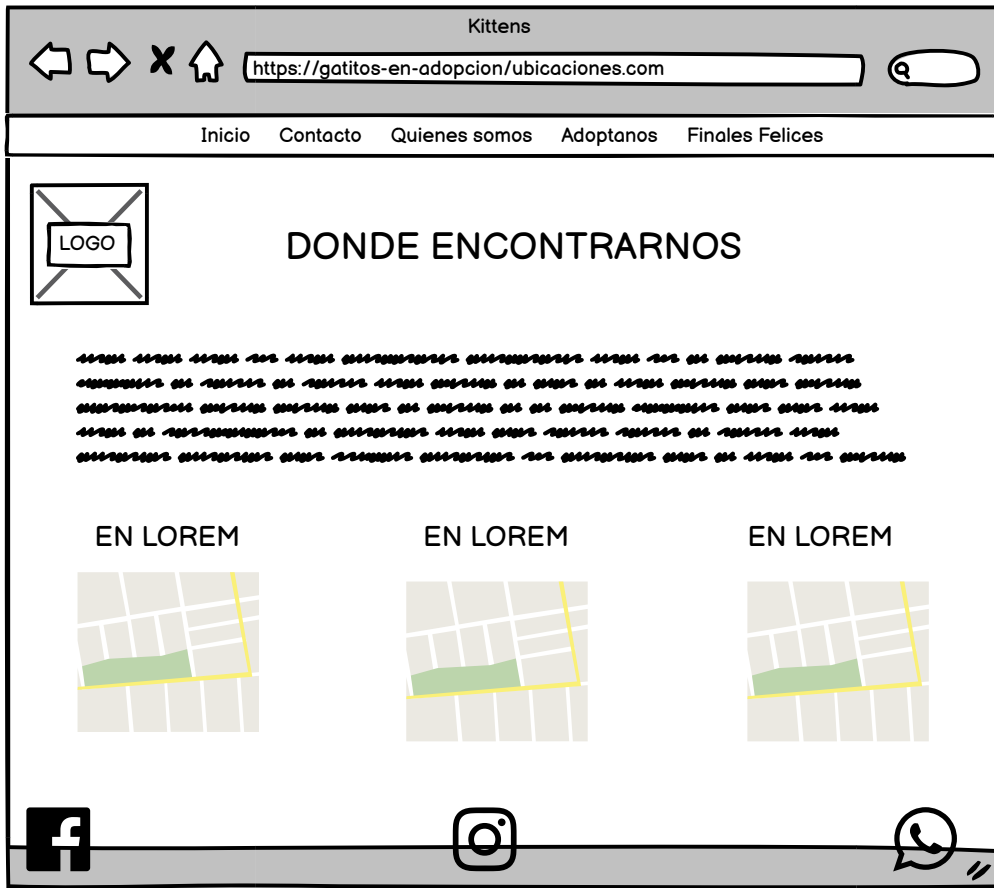 Kittens
https://gatitos-en-adopcion/ubicaciones.com
Inicio Contacto Quienes somos Adoptanos Finales Felices
LOGO
DONDE ENCONTRARNOS
EN LOREM EN LOREM EN LOREM